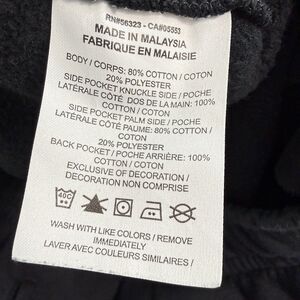 RN#56323 - CA#05553
MADE IN MALAYSIA
FABRIQUE EN MALAISIE
BODY / CORPS: 80% COTTON / COTON
20% POLYESTER
SIDE POCKET KNUCKLE SIDE / POCHE
LATÉRALE CÔTÉ DOS DE LA MAIN: 100%
COTTON / COTON
SIDE POCKET PALM SIDE / POCHE
LATÉRALE CÔTÉ PAUME: 80% COTTON /
COTON
20% POLYESTER
BACK POCKET / POCHE ARRIÈRE: 100%
COTTON / COTON
EXCLUSIVE OF DECORATION /
DECORATION NON COMPRISE
40C
WASH WITH LIKE COLORS / REMOVE
IMMEDIATELY
LAVER AVEC COULEURS SIMILAIRES /